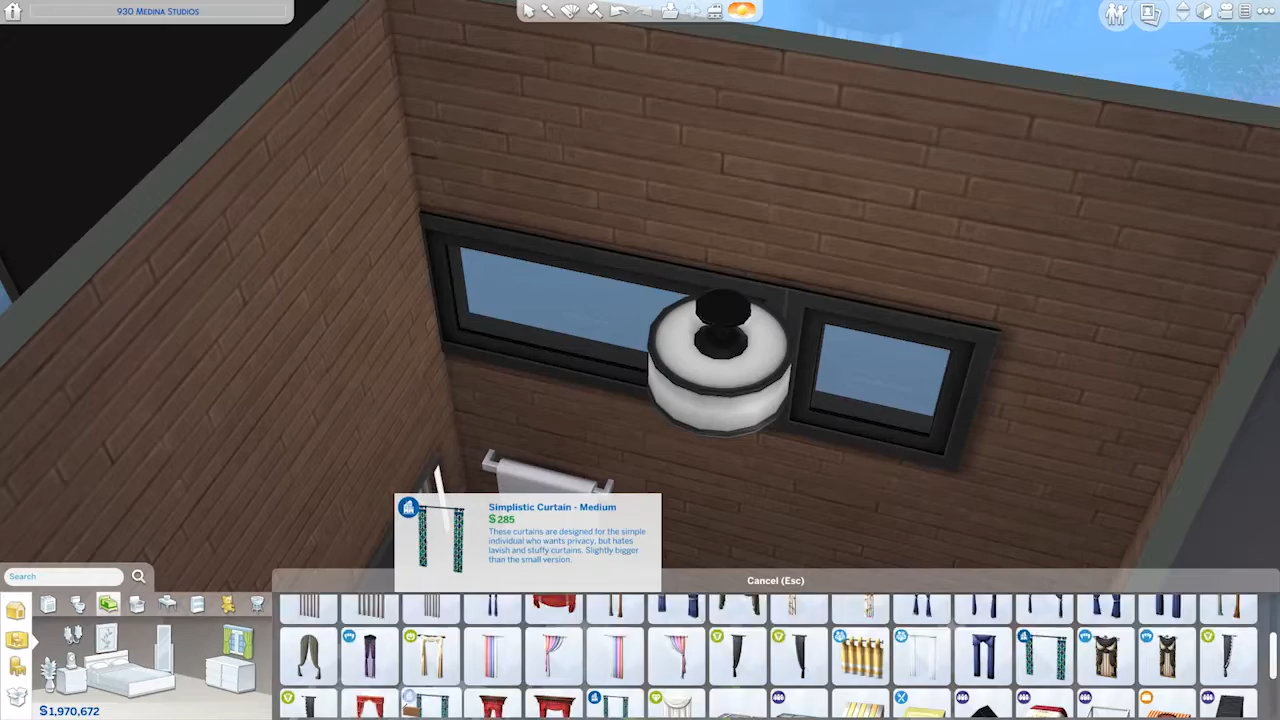 930 Medina Studios
Simplistic Curtain - Medium
$285
These curtains are designed for the simple
individual who wants privacy, but hates
lavish and stuffy curtains. Slightly bigger
than the small version.
Search
Cancel (Esc)
$1,970,672